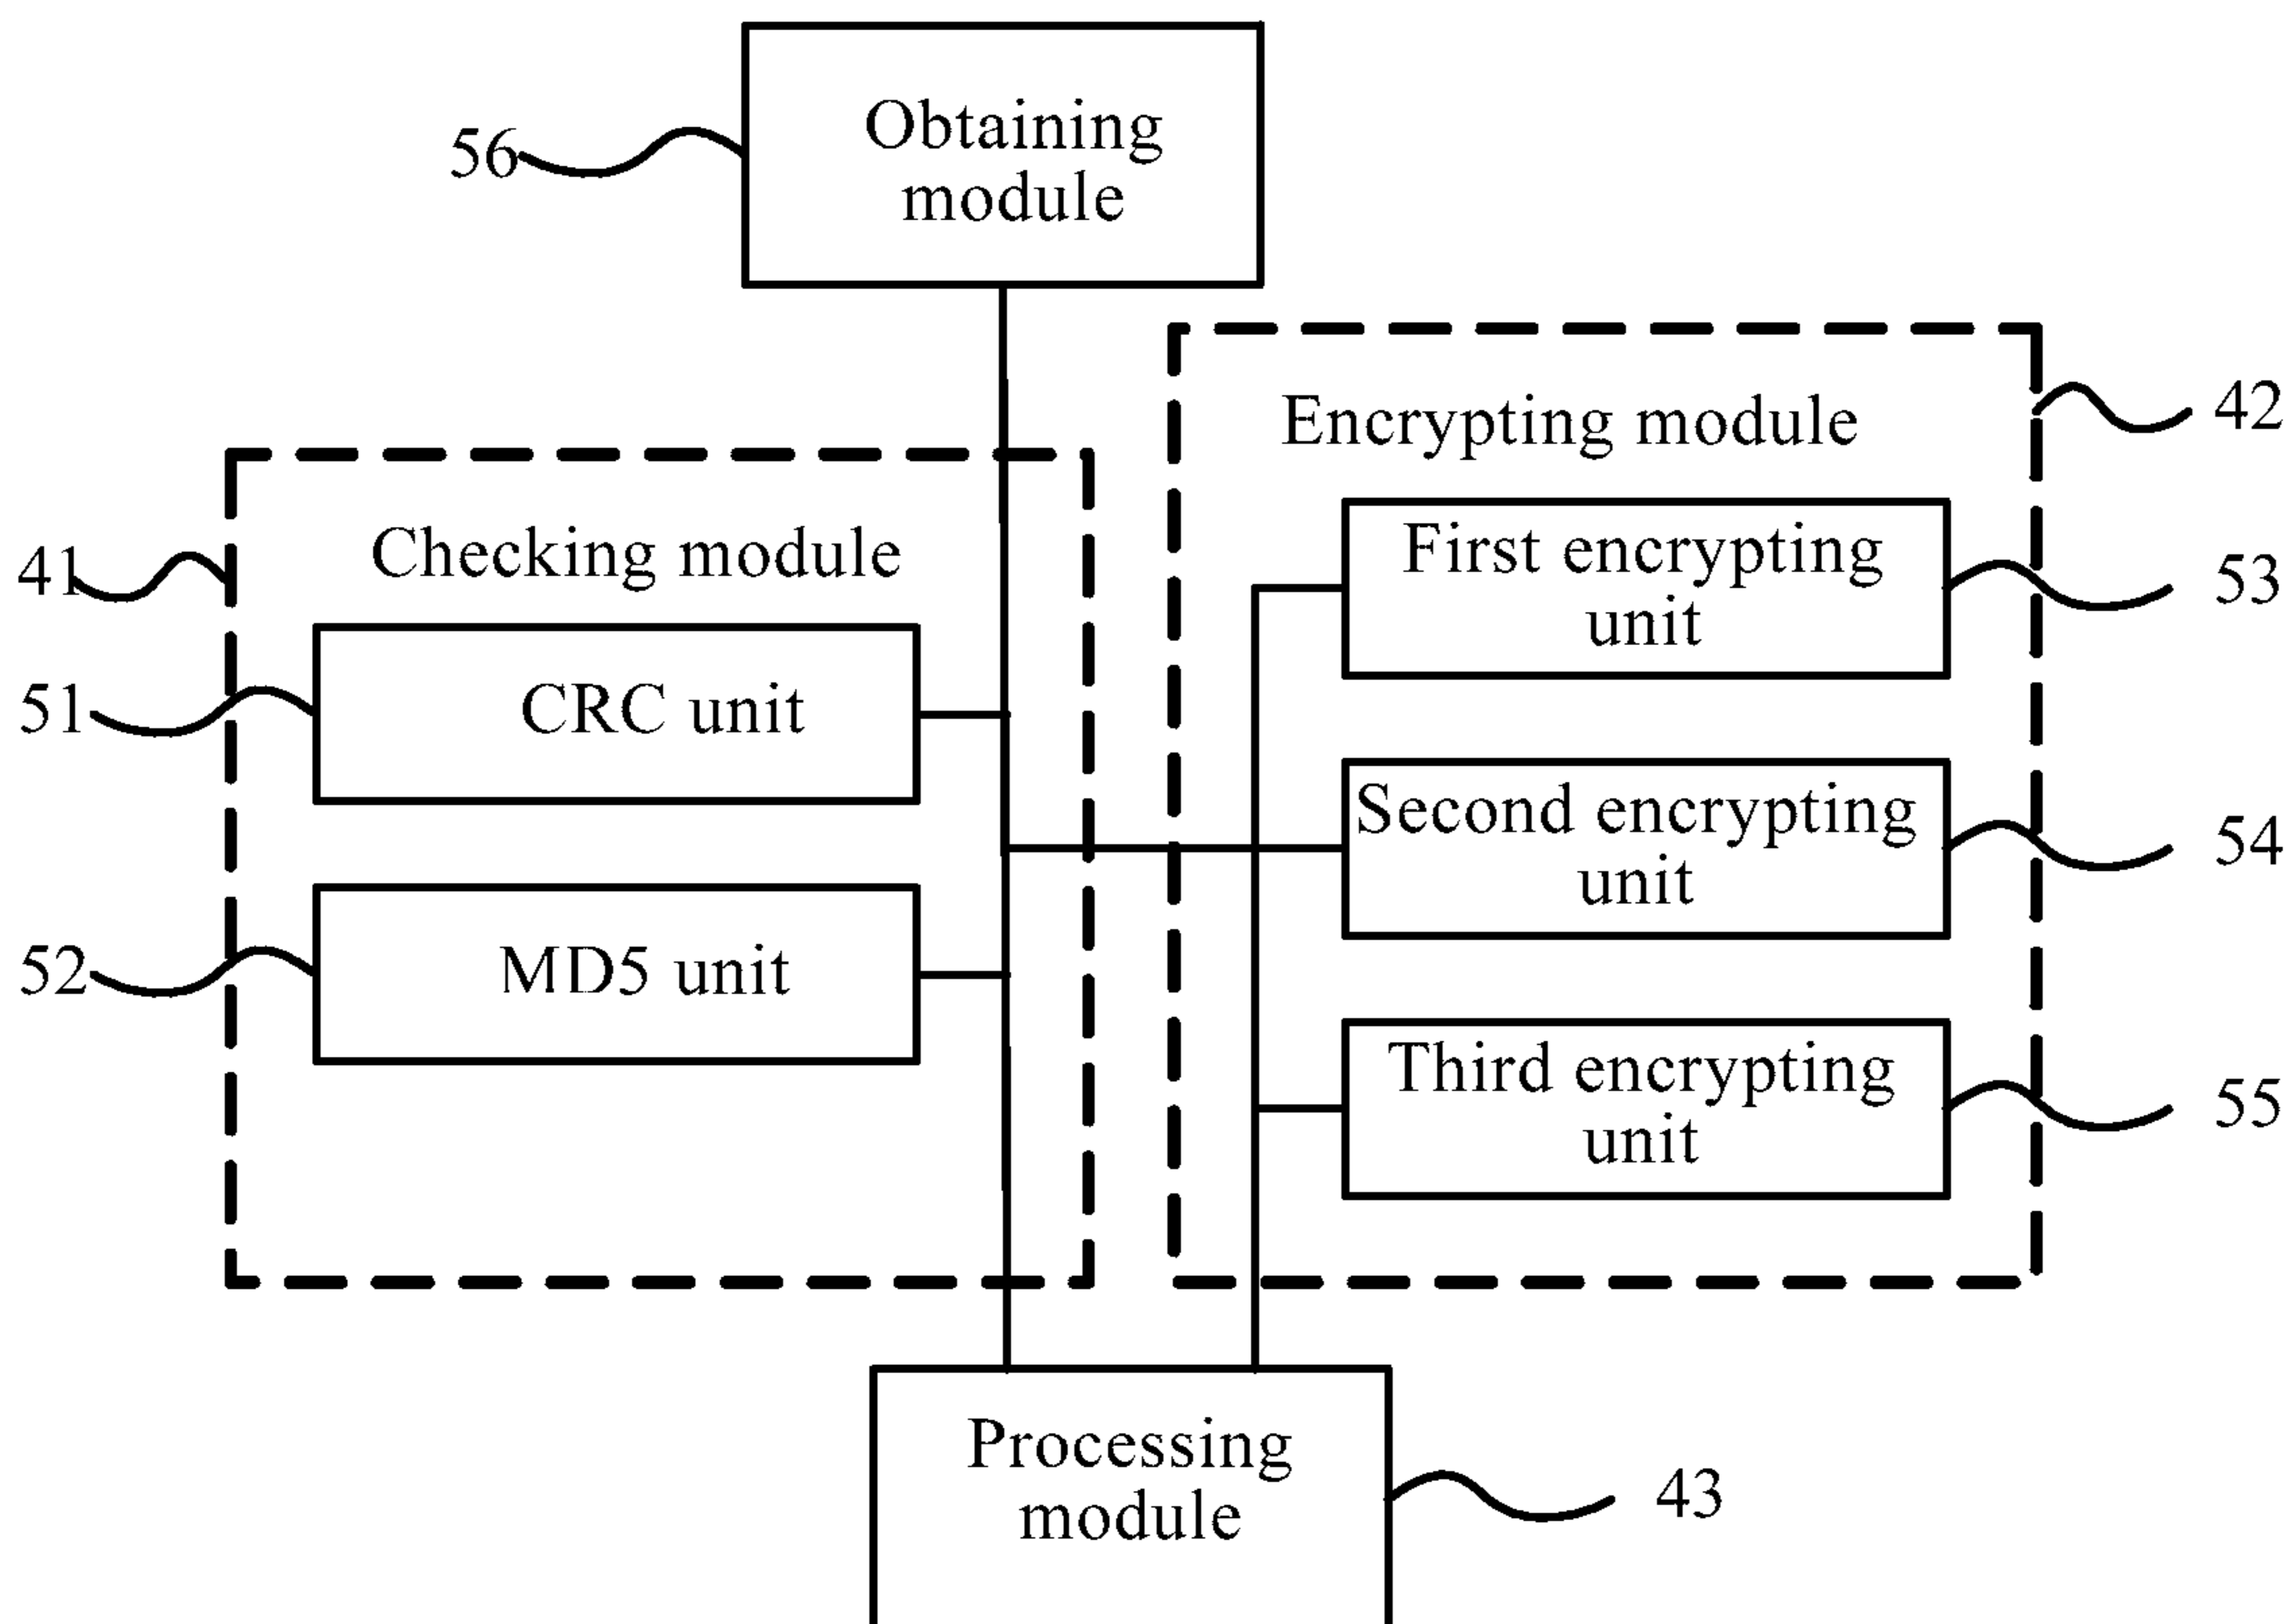 56
Obtaining
module
Encrypting module
42
41
Checking module
First encrypting
unit
53
51
CRC unit
Second encrypting
unit
54
52
MD5 unit
Third encrypting
unit
55
Processing
module
43